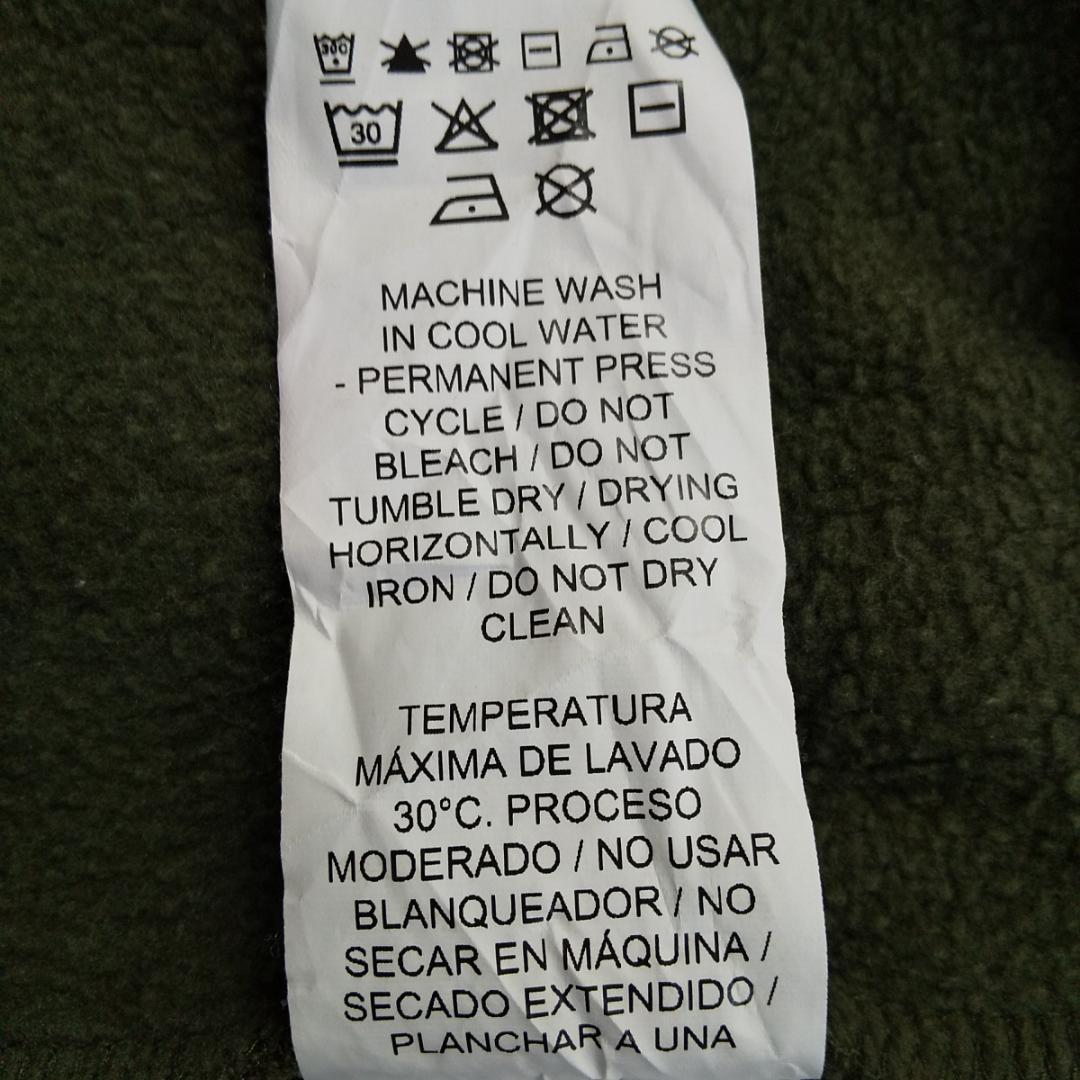 30C
30
MACHINE WASH
IN COOL WATER
- PERMANENT PRESS
CYCLE / DO NOT
BLEACH / DO NOT
TUMBLE DRY / DRYING
HORIZONTALLY / COOL
IRON / DO NOT DRY
CLEAN
TEMPERATURA
MÁXIMA DE LAVADO
30°C. PROCESO
MODERADO / NO USAR
BLANQUEADOR / NO
SECAR EN MÁQUINA /
SECADO EXTENDIDO /
PLANCHAR A UNA